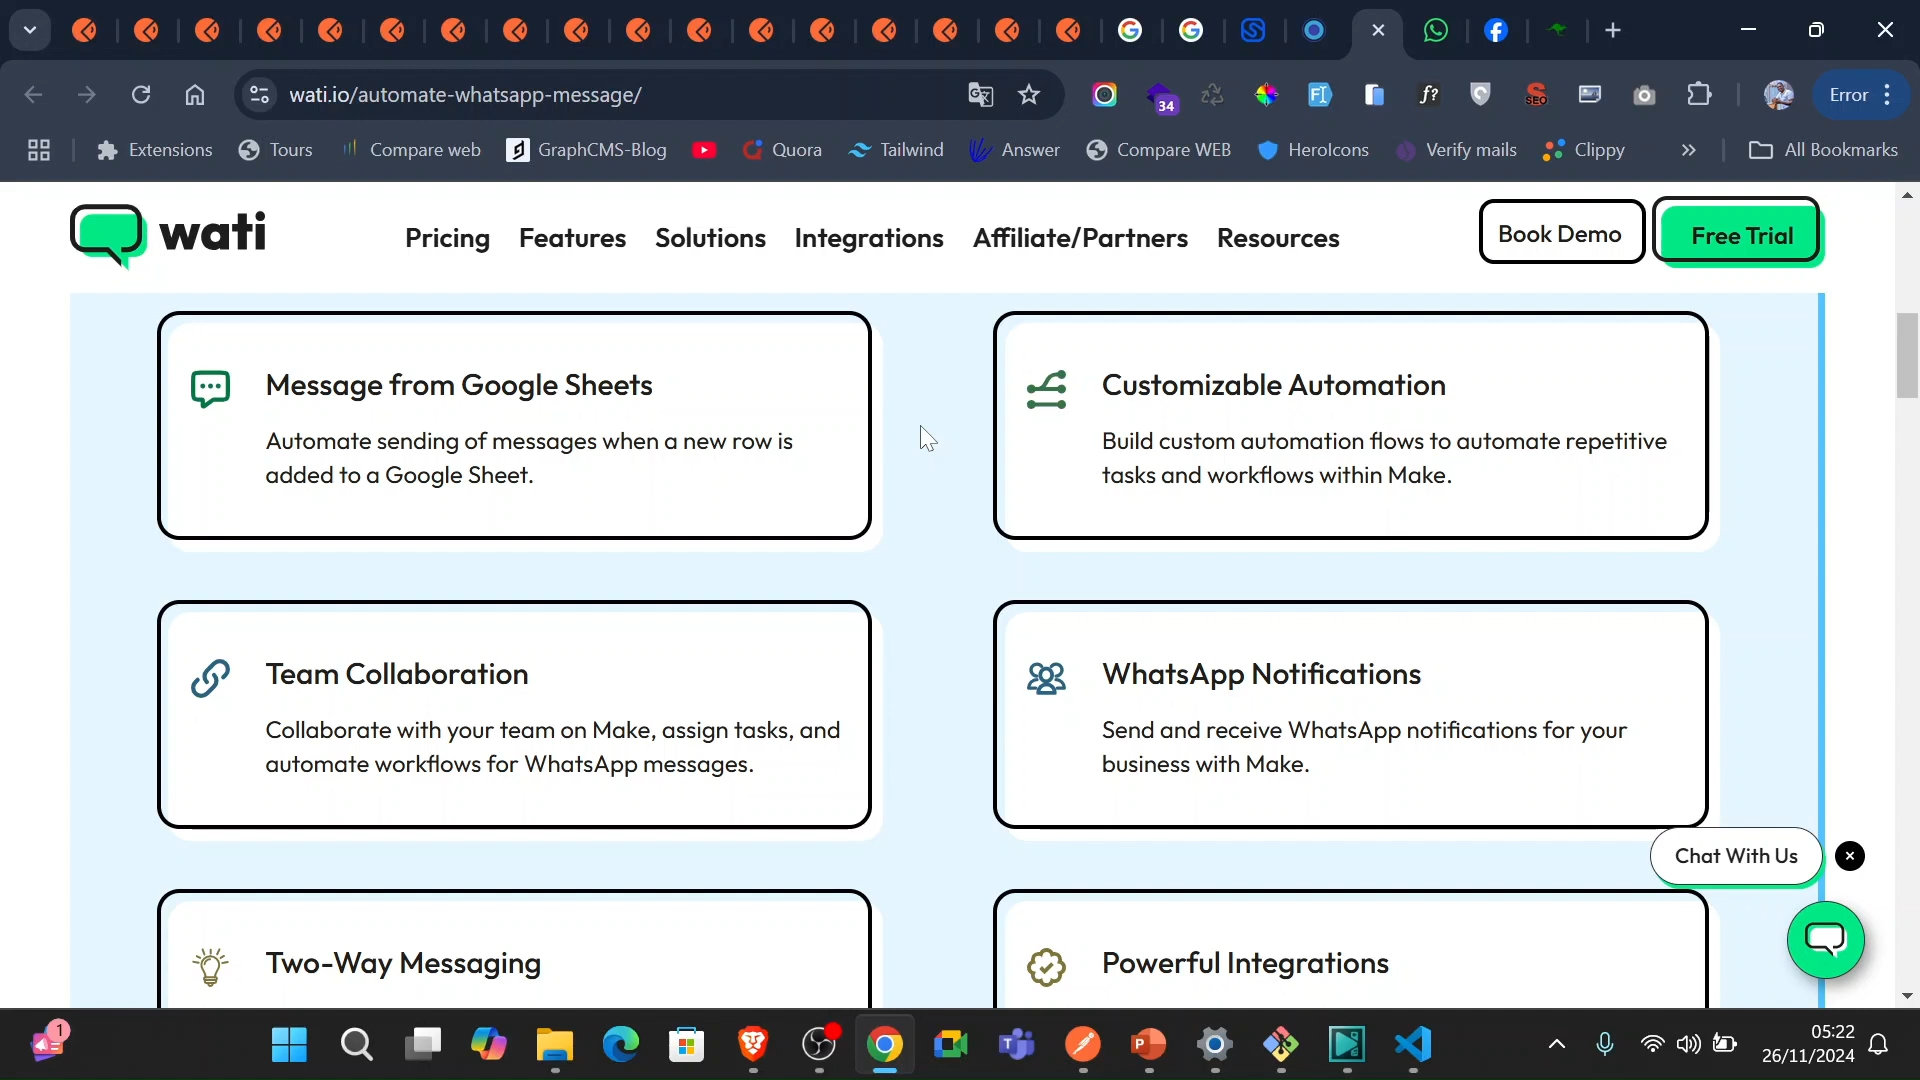 wati.io/automate-whatsapp-message/
34
f?
SEO
Error
Extensions
Tours
Compare web
GraphCMS-Blog
Quora
Tailwind
Answer
Compare WEB
HeroIcons
Verify mails
Clippy
»
All Bookmarks
wati
Pricing
Features
Solutions
Integrations
Affiliate/Partners
Resources
Book Demo
Free Trial
Message from Google Sheets
Automate sending of messages when a new row is
added to a Google Sheet.
Customizable Automation
Build custom automation flows to automate repetitive
tasks and workflows within Make.
Team Collaboration
Collaborate with your team on Make, assign tasks, and
automate workflows for WhatsApp messages.
WhatsApp Notifications
Send and receive WhatsApp notifications for your
business with Make.
Chat With Us
Two-Way Messaging
Powerful Integrations
1
05:22
26/11/2024